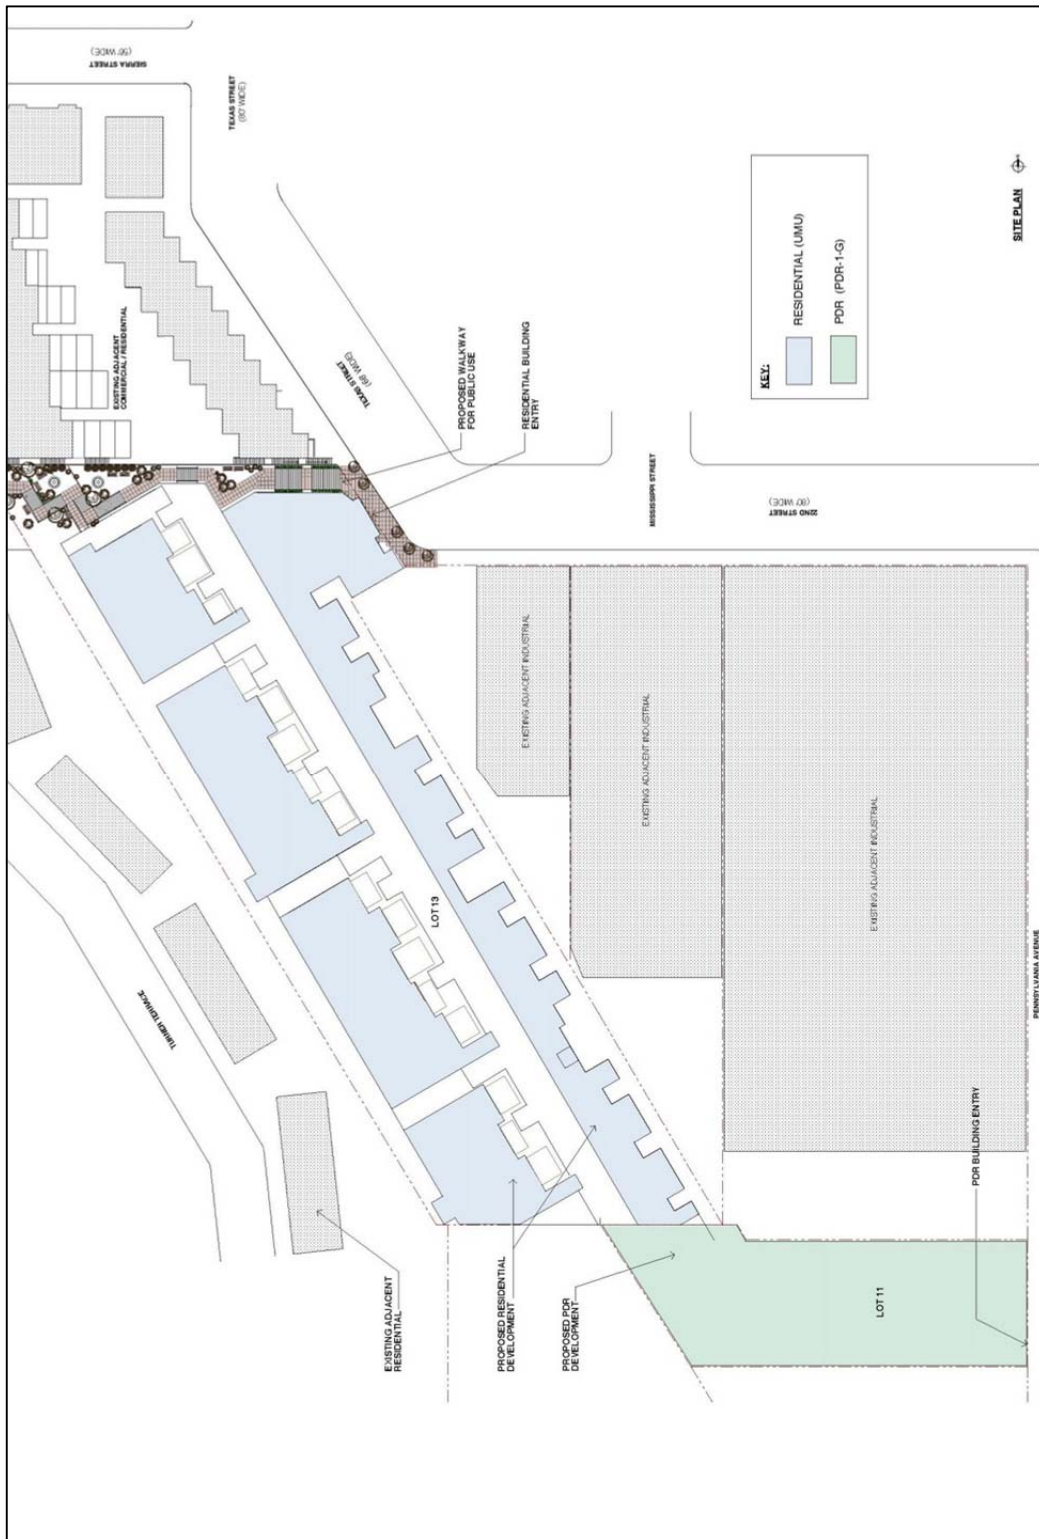 SIERRA STREET
(66' WIDE)
TEXAS STREET
(80' WIDE)
EXISTING ADJACENT
COMMERCIAL / RESIDENTIAL
TEXAS STREET
(68' WIDE)
PROPOSED WALKWAY
FOR PUBLIC USE
RESIDENTIAL BUILDING
ENTRY
MISSISSIPPI STREET
22ND STREET
(80' WIDE)
KEY:
RESIDENTIAL (UMU)
PDR (PDR-1-G)
SITE PLAN
EXISTING ADJACENT INDUSTRIAL
EXISTING ADJACENT INDUSTRIAL
EXISTING ADJACENT INDUSTRIAL
LOT 13
TURNER TERRACE
PENNSYLVANIA AVENUE
EXISTING ADJACENT
RESIDENTIAL
PROPOSED RESIDENTIAL
DEVELOPMENT
PROPOSED PDR
DEVELOPMENT
LOT 11
PDR BUILDING ENTRY